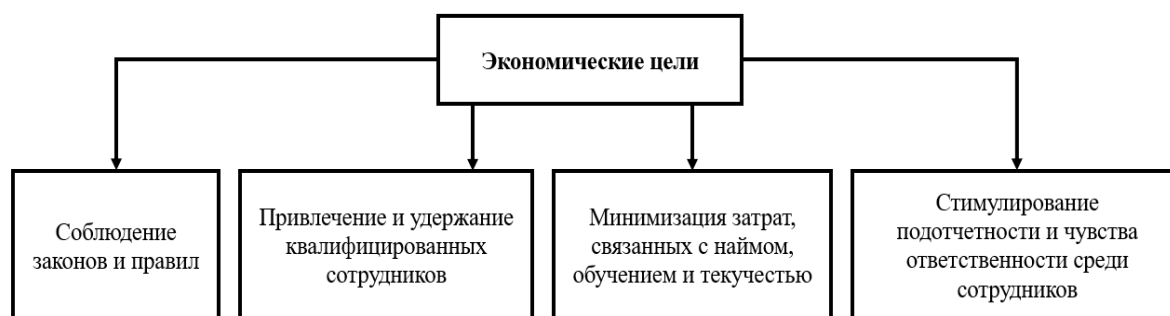 Экономические цели
Соблюдение
законов и правил
Привлечение и удержание
квалифицированных
сотрудников
Минимизация затрат,
связанных с наймом,
обучением и текучестью
Стимулирование
подотчетности и чувства
ответственности среди
сотрудников